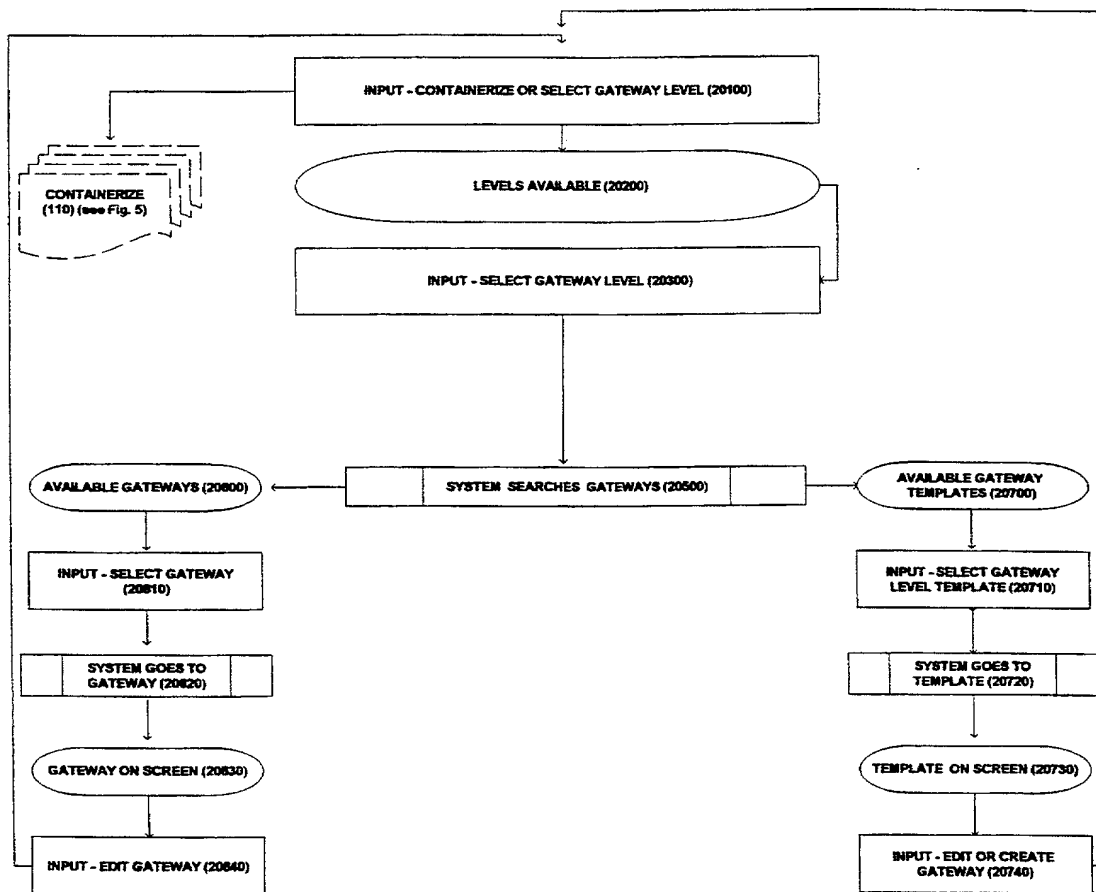 INPUT - CONTAINERIZE OR SELECT GATEWAY LEVEL (20100)
CONTAINERIZE
(110) (see Fig. 5)
LEVELS AVAILABLE (20200)
INPUT - SELECT GATEWAY LEVEL (20300)
AVAILABLE GATEWAYS (20600)
SYSTEM SEARCHES GATEWAYS (20500)
AVAILABLE GATEWAY
TEMPLATES (20700)
INPUT - SELECT GATEWAY
(20610)
INPUT - SELECT GATEWAY
LEVEL TEMPLATE (20710)
SYSTEM GOES TO
GATEWAY (20620)
SYSTEM GOES TO
TEMPLATE (20720)
GATEWAY ON SCREEN (20630)
TEMPLATE ON SCREEN (20730)
INPUT - EDIT GATEWAY (20640)
INPUT - EDIT OR CREATE
GATEWAY (20740)